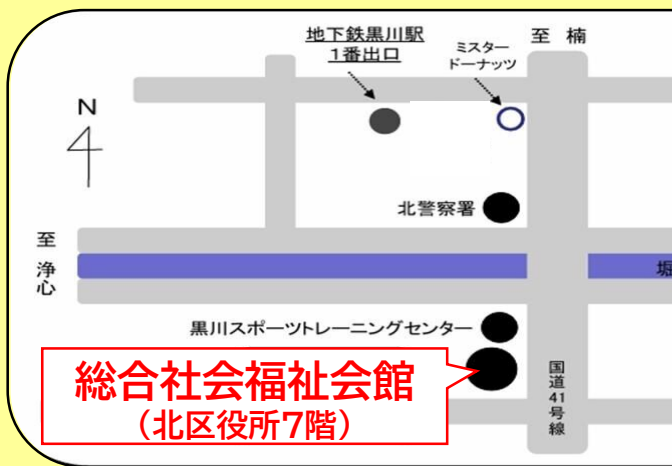 地下鉄黒川駅
1番出口
ミスター
ドーナッツ
至 楠
N
北警察署
至
浄心
堀
黒川スポーツトレーニングセンター
総合社会福祉会館
(北区役所7階)
国道41号線